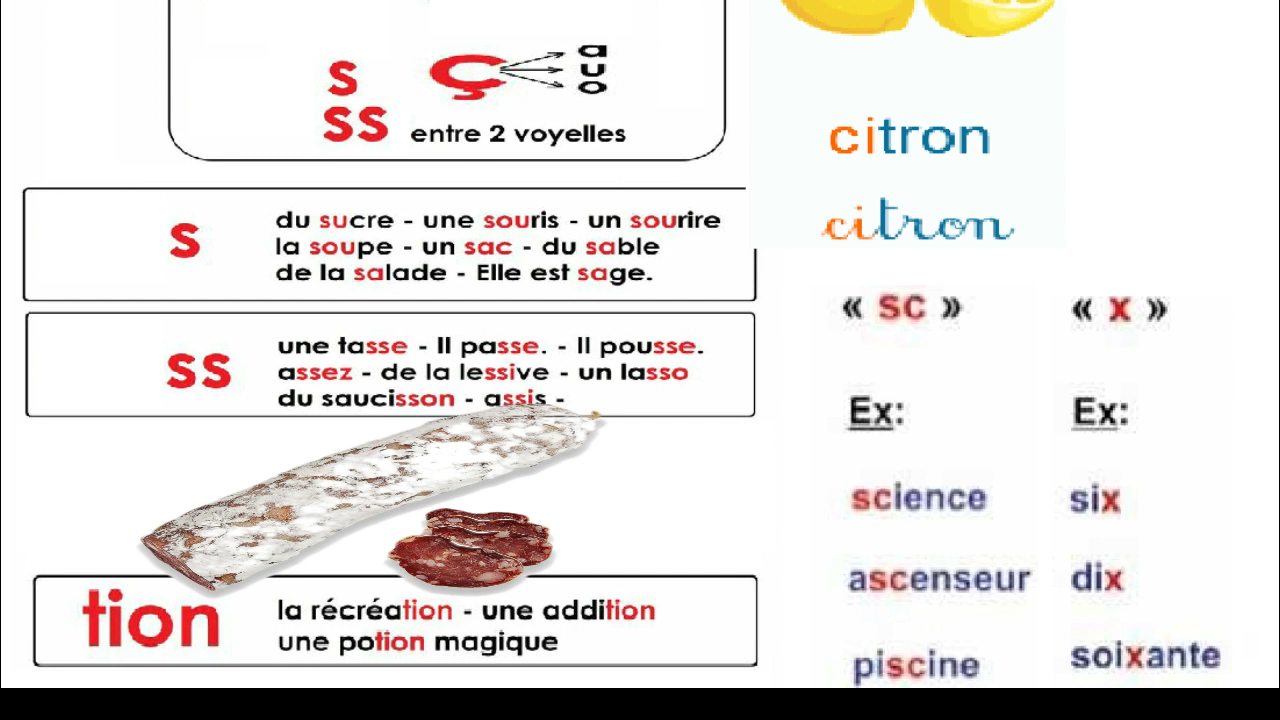 s
ç
a
u
o
ss entre 2 voyelles
citron
citron
s
du sucre - une souris - un sourire
la soupe - un sac - du sable
de la salade - Elle est sage.
ss
une tasse - Il passe. - Il pousse.
assez - de la lessive - un lasso
du saucisson - assis -
tion
la récréation - une addition
une potion magique
« sc »
Ex:
science
ascenseur
piscine
« x »
Ex:
six
dix
soixante